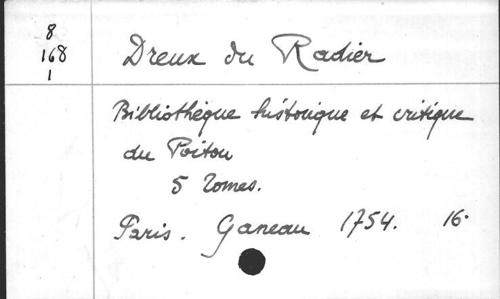 8
168
1
Dreux du Radier
Bibliothèque historique et critique
du Poitou
5 Tomes.
Paris. Ganeau 1754. 16°